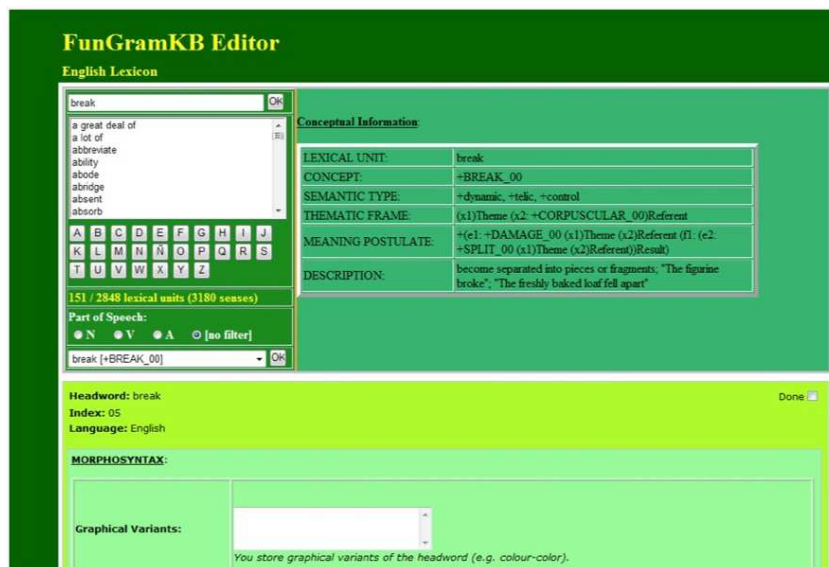 FunGramKB Editor
English Lexicon
break
OK
a great deal of
a lot of
abbreviate
ability
abode
abridge
absent
absorb
A B C D E F G H I J
K L M N Ñ O P Q R S
T U V W X Y Z
151 / 2848 lexical units (3180 senses)
Part of Speech:
N V A [no filter]
break [+BREAK_00]
OK
Conceptual Information:
LEXICAL UNIT: break
CONCEPT: +BREAK_00
SEMANTIC TYPE: +dynamic, +telic, +control
THEMATIC FRAME: (x1)Theme (x2: +CORPUSCULAR_00)Referent
MEANING POSTULATE: +(e1: +DAMAGE_00 (x1)Theme (x2)Referent (f1: (e2:
+SPLIT_00 (x1)Theme (x2)Referent))Result)
DESCRIPTION: become separated into pieces or fragments; "The figurine
broke"; "The freshly baked loaf fell apart"
Headword: break
Done
Index: 05
Language: English
MORPHOSYNTAX:
Graphical Variants:
You store graphical variants of the headword (e.g. colour-color).